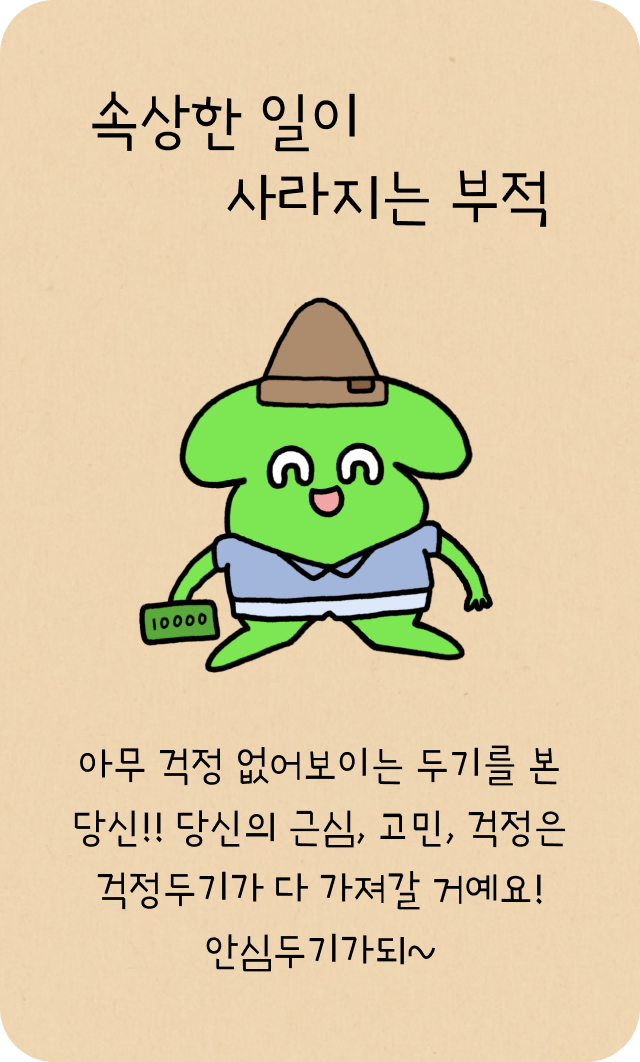 속상한 일이
사라지는 부적
10000
아무 걱정 없어보이는 두기를 본
당신!! 당신의 근심, 고민, 걱정은
걱정두기가 다 가져갈 거예요!
안심두기가되~